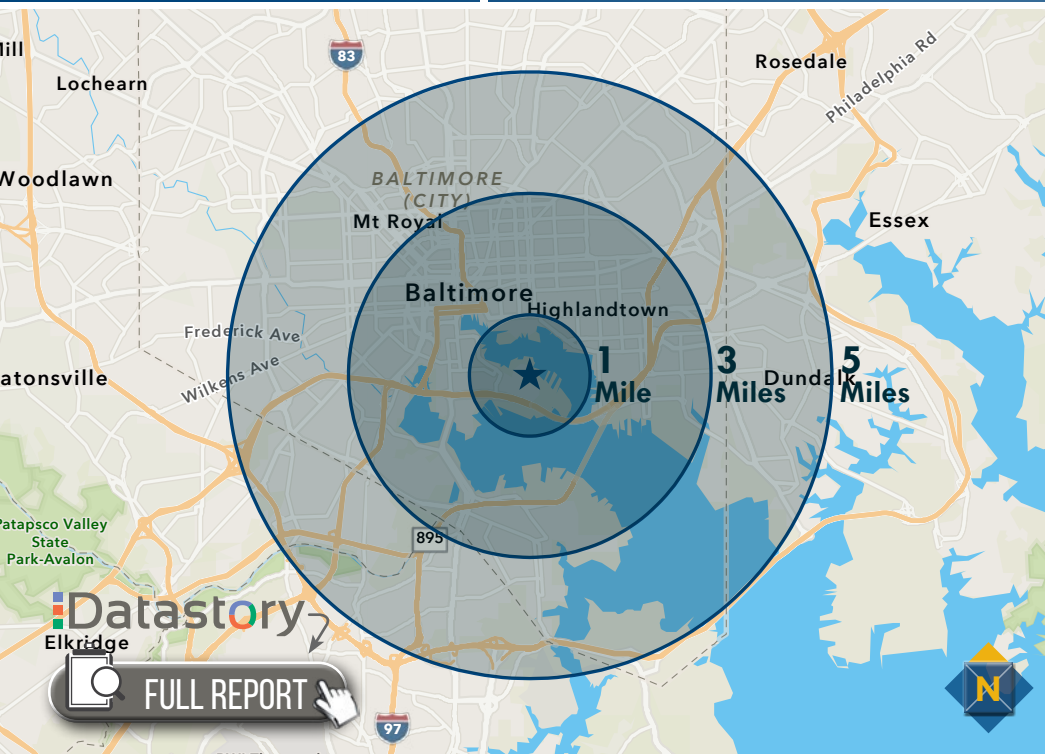 ill
83
Rosedale
Philadelphia Rd
Lochearn
Woodlawn
BALTIMORE
(CITY)
Mt Royal
Essex
Baltimore
Highlandtown
Frederick Ave
Wilkens Ave
atonsville
1
Mile
3
Miles
Dundalk
5
Miles
Patapsco Valley
State
Park-Avalon
895
Datastory
Elkridge
FULL REPORT
97
N